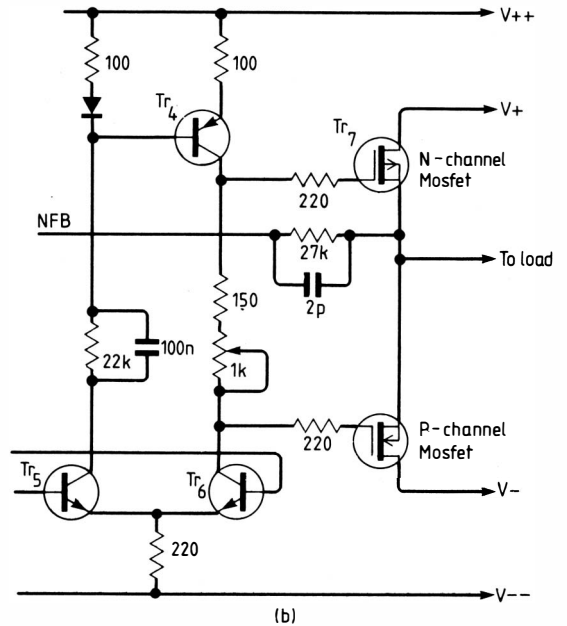 V++
100
100
Tr4
V+
Tr7
N-channel
Mosfet
220
NFB
27k
To load
2p
150
22k
100n
1k
P-channel
Mosfet
220
Tr5
Tr6
V-
220
V--
(b)